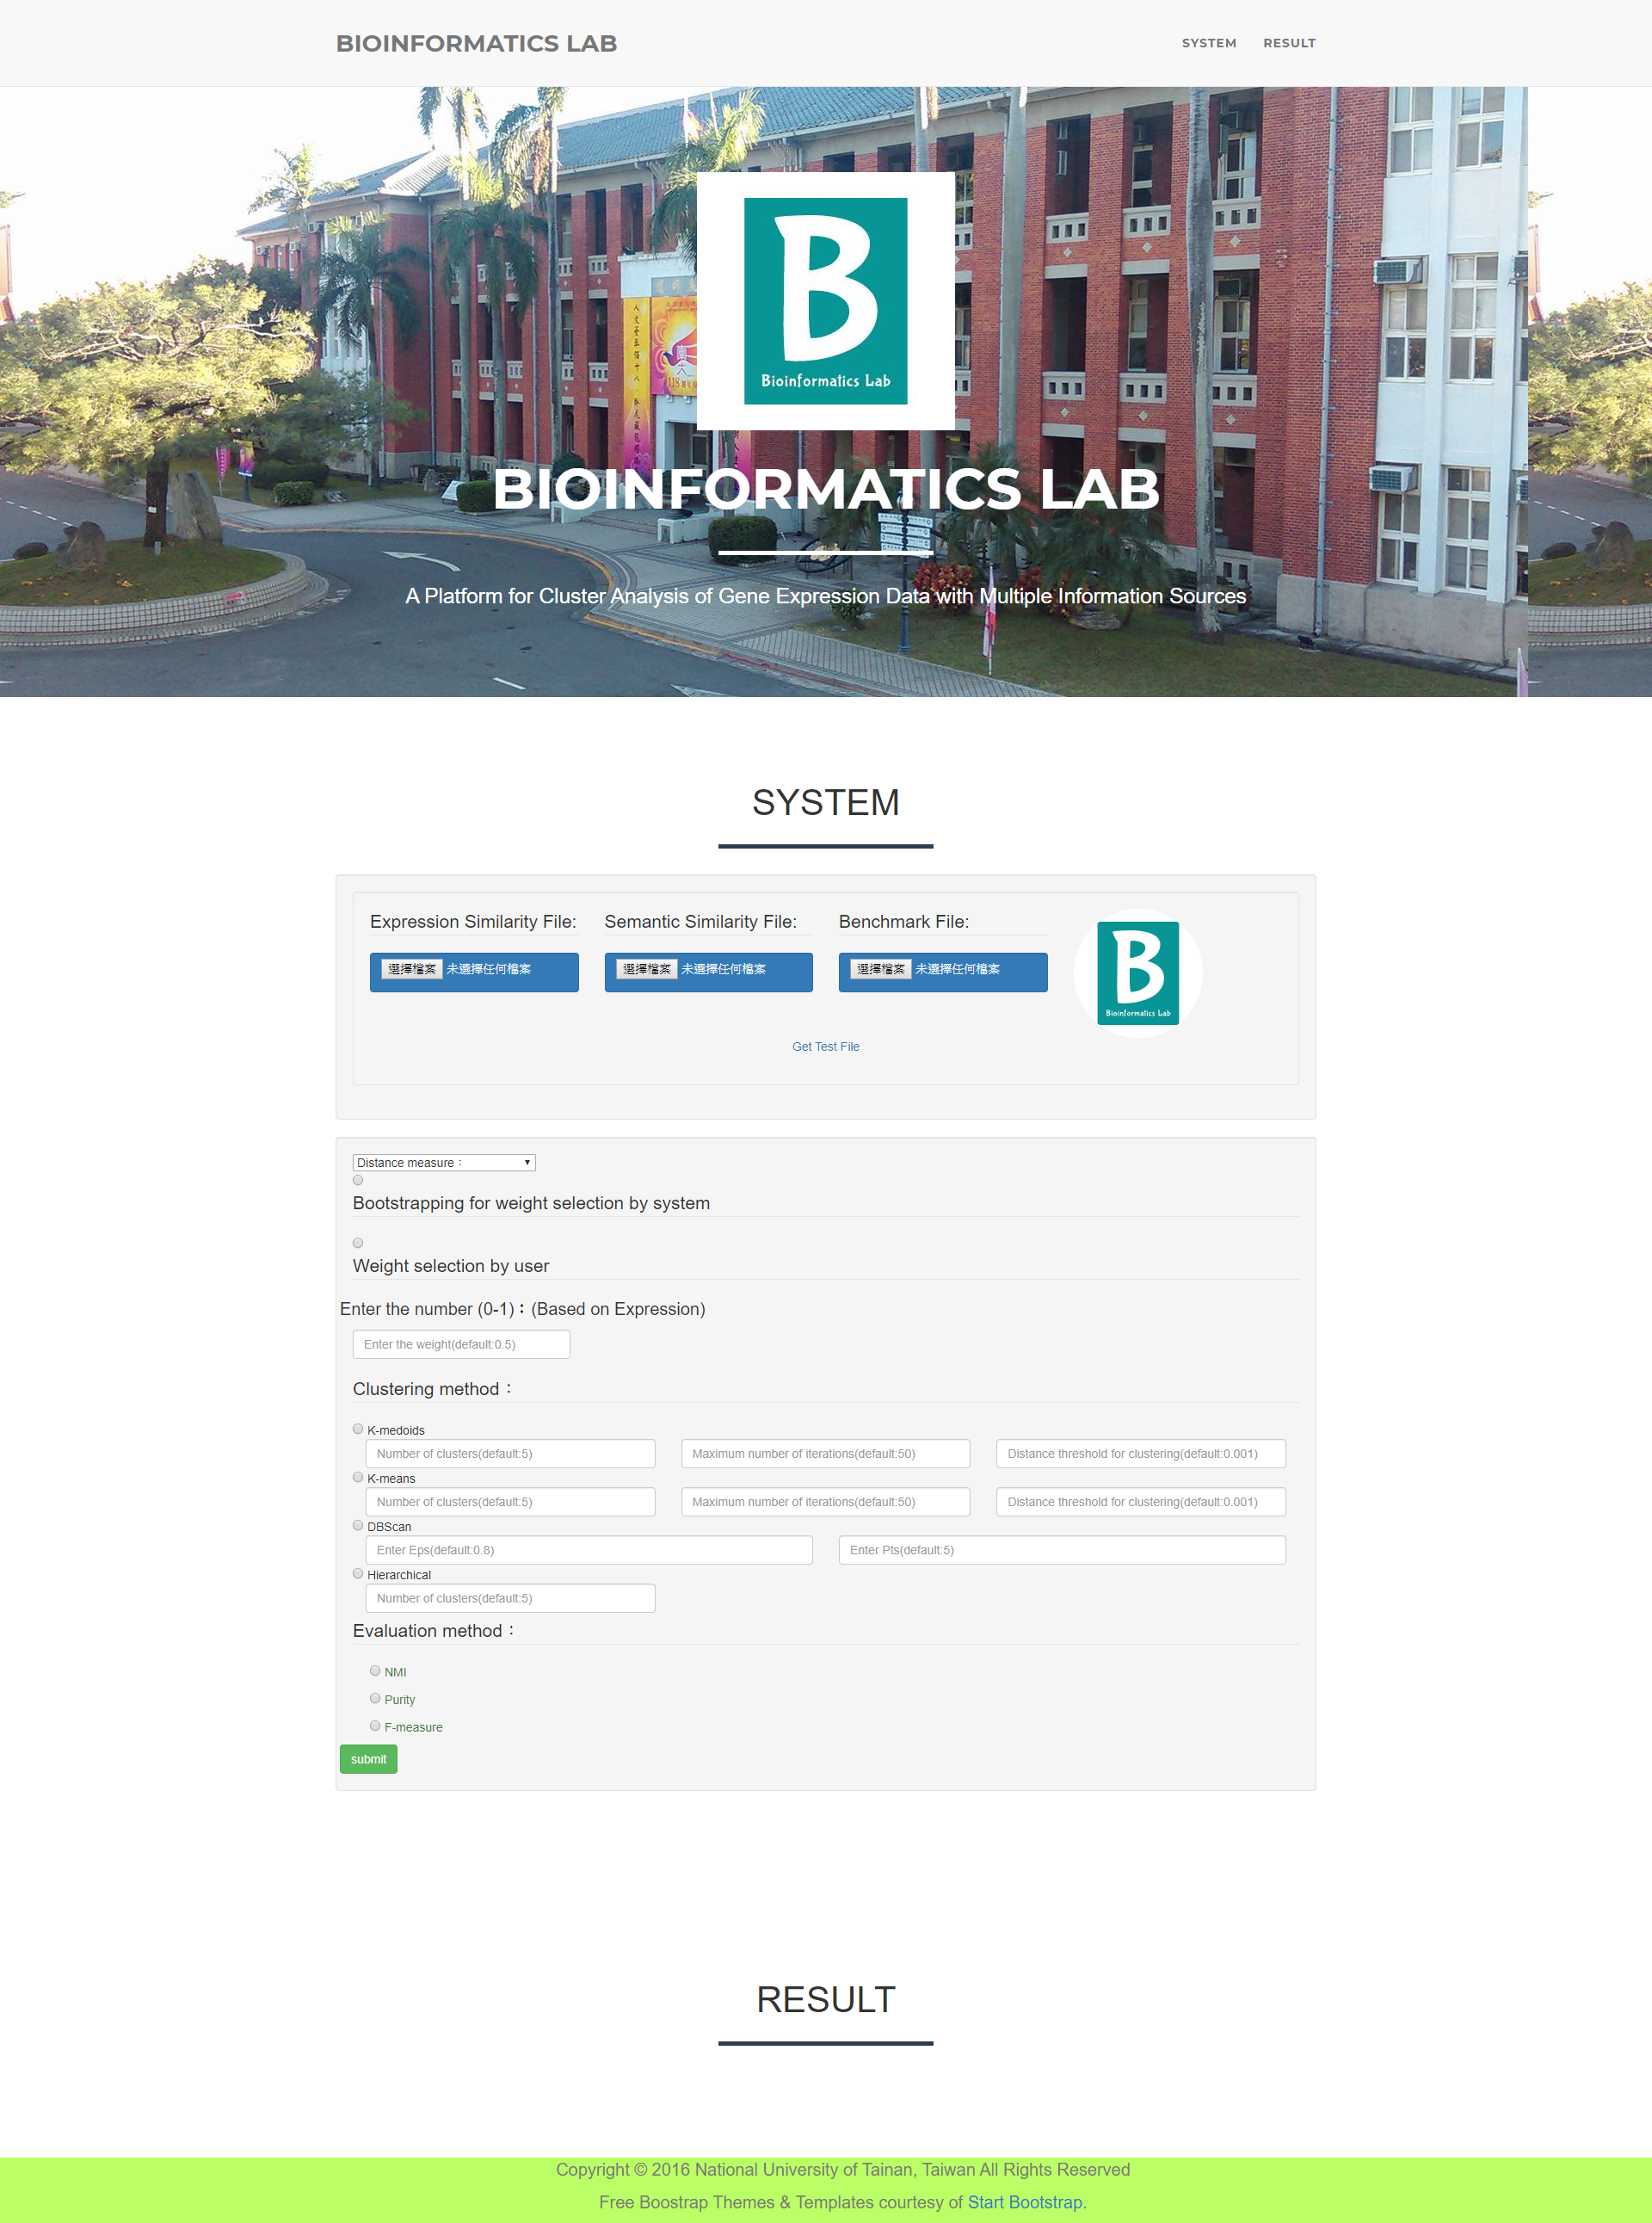 BIOINFORMATICS LAB
SYSTEM RESULT
B
Bioinformatics Lab
BIOINFORMATICS LAB
A Platform for Cluster Analysis of Gene Expression Data with Multiple Information Sources
SYSTEM
Expression Similarity File: Semantic Similarity File: Benchmark File:
選擇檔案 未選擇任何檔案 選擇檔案 未選擇任何檔案 選擇檔案 未選擇任何檔案
B
Bioinformatics Lab
Get Test File
Distance measure：
Bootstrapping for weight selection by system
Weight selection by user
Enter the number (0-1)：(Based on Expression)
Enter the weight(default:0.5)
Clustering method：
K-medoids
Number of clusters(default:5) Maximum number of iterations(default:50) Distance threshold for clustering(default:0.001)
K-means
Number of clusters(default:5) Maximum number of iterations(default:50) Distance threshold for clustering(default:0.001)
DBScan
Enter Eps(default:0.8) Enter Pts(default:5)
Hierarchical
Number of clusters(default:5)
Evaluation method：
NMI
Purity
F-measure
submit
RESULT
Copyright © 2016 National University of Tainan, Taiwan All Rights Reserved
Free Boostrap Themes & Templates courtesy of Start Bootstrap.